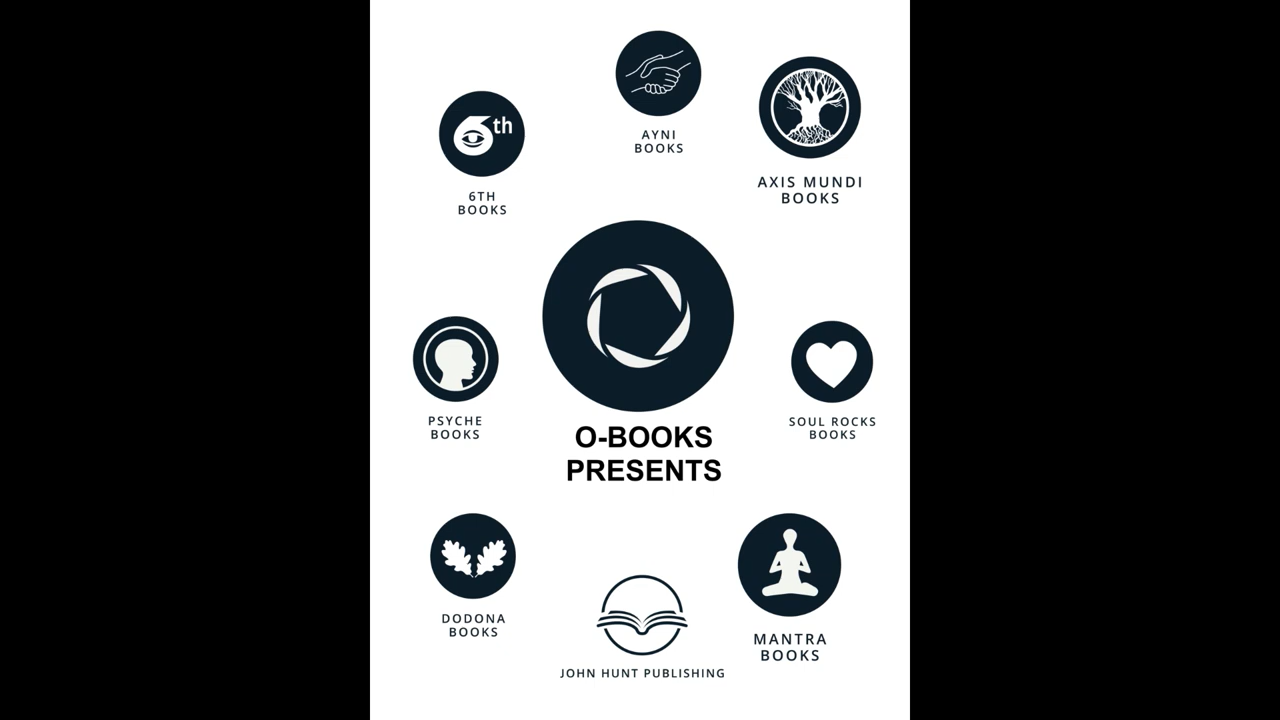 AYNI
BOOKS
AXIS MUNDI
BOOKS
6th
6TH
BOOKS
PSYCHE
BOOKS
SOUL ROCKS
BOOKS
O-BOOKS
PRESENTS
DODONA
BOOKS
MANTRA
BOOKS
JOHN HUNT PUBLISHING